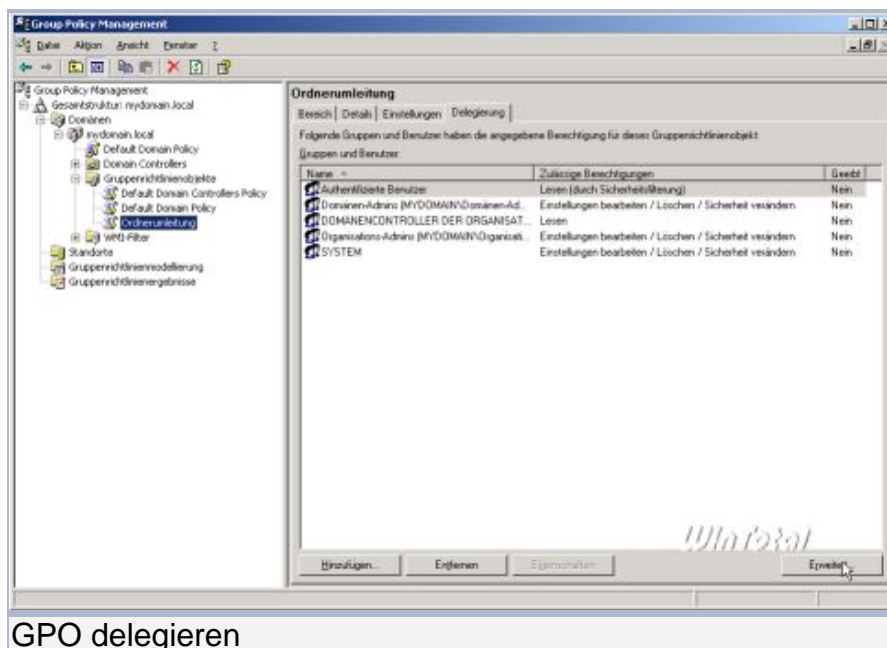 Group Policy Management
Datei Aktion Ansicht Fenster ?
Group Policy Management
Gesamtstruktur: mydomain.local
Domänen
mydomain.local
Default Domain Policy
Domain Controllers
Gruppenrichtlinienobjekte
Default Domain Controllers Policy
Default Domain Policy
Ordnerumleitung
WMI-Filter
Standorte
Gruppenrichtlinienmodellierung
Gruppenrichtlinienergebnisse
Ordnerumleitung
Bereich Details Einstellungen Delegierung
Folgende Gruppen und Benutzer haben die angegebene Berechtigung für dieses Gruppenrichtlinienobjekt
Gruppen und Benutzer:
Name Zulässige Berechtigungen Geerbt
Authentifizierte Benutzer Lesen (durch Sicherheitsfilterung) Nein
Domänen-Admins (MYDOMAIN\Domänen-Ad... Einstellungen bearbeiten / Löschen / Sicherheit verändern Nein
DOMÄNENCONTROLLER DER ORGANISAT... Lesen Nein
Organisations-Admins (MYDOMAIN\Organisati... Einstellungen bearbeiten / Löschen / Sicherheit verändern Nein
SYSTEM Einstellungen bearbeiten / Löschen / Sicherheit verändern Nein
WinTotal
Hinzufügen... Entfernen Eigenschaften Erweitert...
GPO delegieren